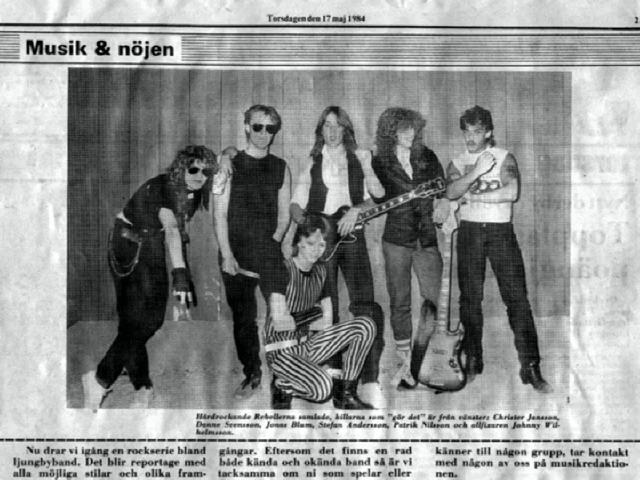 Torsdagen den 17 maj 1984
2
Musik & nöjen
Hårdrockande Rebellerna samlade, killarna som "gör det" är från vänster: Christer Jansson,
Danne Svensson, Jonas Blum, Stefan Andersson, Patrik Nilsson och allfixaren Johnny Wil-
helmsson.
Nu drar vi igång en rockserie bland
ljungbyband. Det blir reportage med
alla möjliga stilar och olika fram-
gångar. Eftersom det finns en rad
både kända och okända band så är vi
tacksamma om ni som spelar eller
känner till någon grupp, tar kontakt
med någon av oss på musikredaktio-
nen.